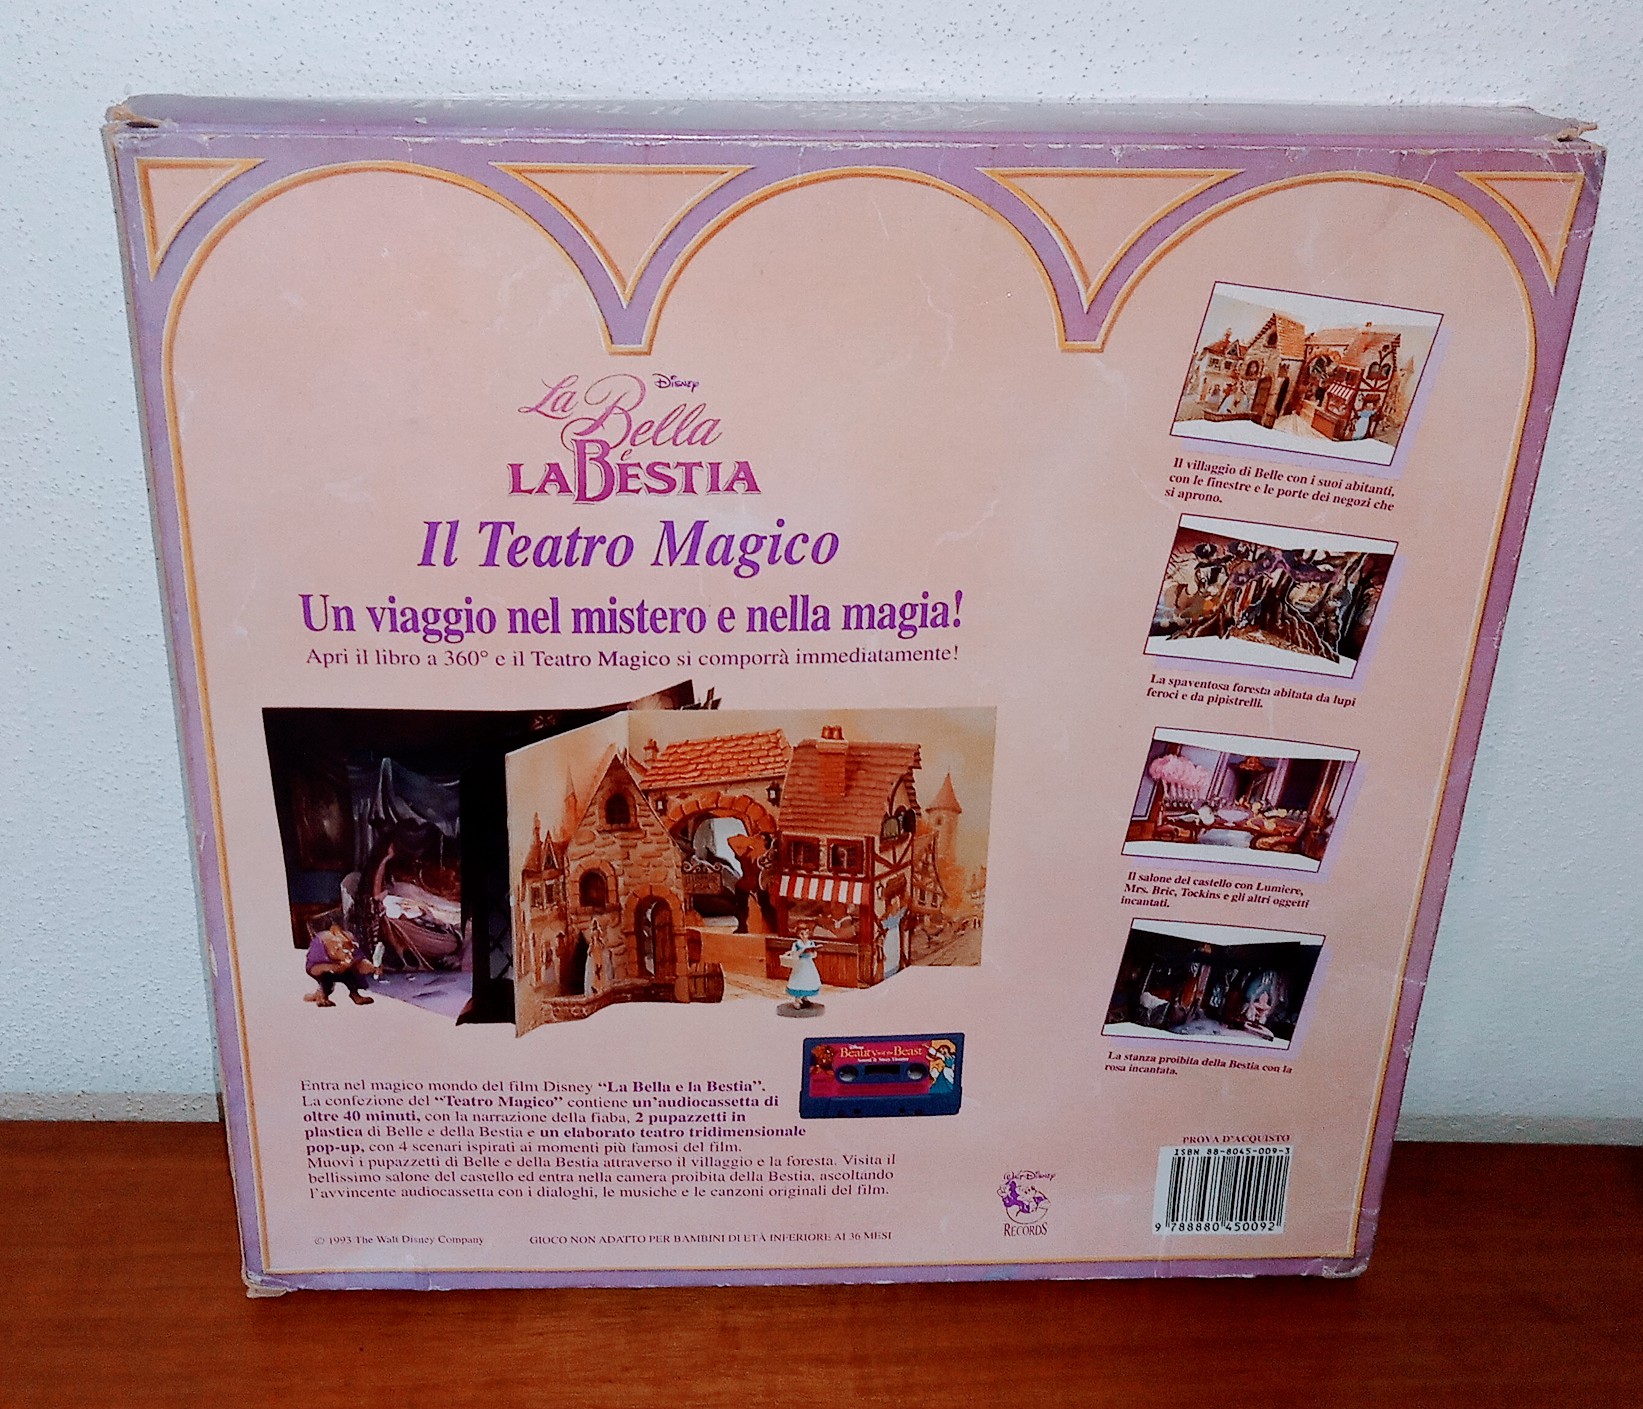 Disney
La Bella
e
LA BESTIA
Il Teatro Magico
Un viaggio nel mistero e nella magia!
Apri il libro a 360° e il Teatro Magico si comporrà immediatamente!
Il villaggio di Belle con i suoi abitanti,
con le finestre e le porte dei negozi che
si aprono.
La spaventosa foresta abitata da lupi
feroci e da pipistrelli.
Il salone del castello con Lumiere,
Mrs. Bric, Tockins e gli altri oggetti
incantati.
La stanza proibita della Bestia con la
rosa incantata.
Disney
Beauty and the Beast
Entra nel magico mondo del film Disney “La Bella e la Bestia”.
La confezione del “Teatro Magico” contiene un'audiocassetta di
oltre 40 minuti, con la narrazione della fiaba, 2 pupazzetti in
plastica di Belle e della Bestia e un elaborato teatro tridimensionale
pop-up, con 4 scenari ispirati ai momenti più famosi del film.
Muovi i pupazzetti di Belle e della Bestia attraverso il villaggio e la foresta. Visita il
bellissimo salone del castello ed entra nella camera proibita della Bestia, ascoltando
l'avvincente audiocassetta con i dialoghi, le musiche e le canzoni originali del film.
© 1993 The Walt Disney Company
GIOCO NON ADATTO PER BAMBINI DI ETÀ INFERIORE AI 36 MESI
Walt Disney
RECORDS
PROVA D'ACQUISTO
ISBN 88-8045-009-3
9 788880 450092